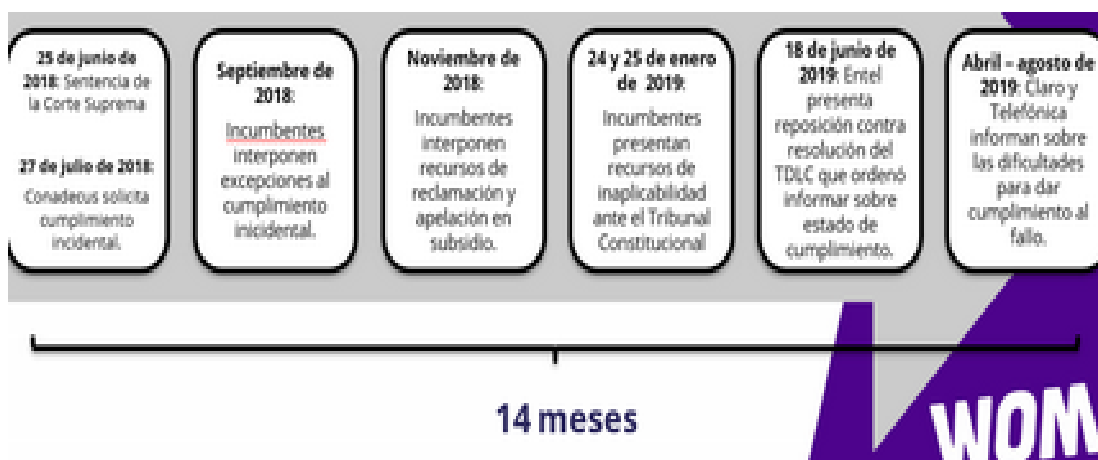 25 de junio de
2018: Sentencia de
la Corte Suprema
27 de julio de 2018:
Conadecus solicita
cumplimiento
incidental.
Septiembre de
2018:
Incumbentes
interponen
excepciones al
cumplimiento
inicidental.
Noviembre de
2018:
Incumbentes
interponen
recursos de
reclamación y
apelación en
subsidio.
24 y 25 de enero
de 2019:
Incumbentes
presentan
recursos de
inaplicabilidad
ante el Tribunal
Constitucional
18 de junio de
2019: Entel
presenta
reposición contra
resolución del
TDLC que ordenó
informar sobre
estado de
cumplimiento.
Abril - agosto de
2019: Claro y
Telefónica
informan sobre
las dificultades
para dar
cumplimiento al
fallo.
14 meses
WOM